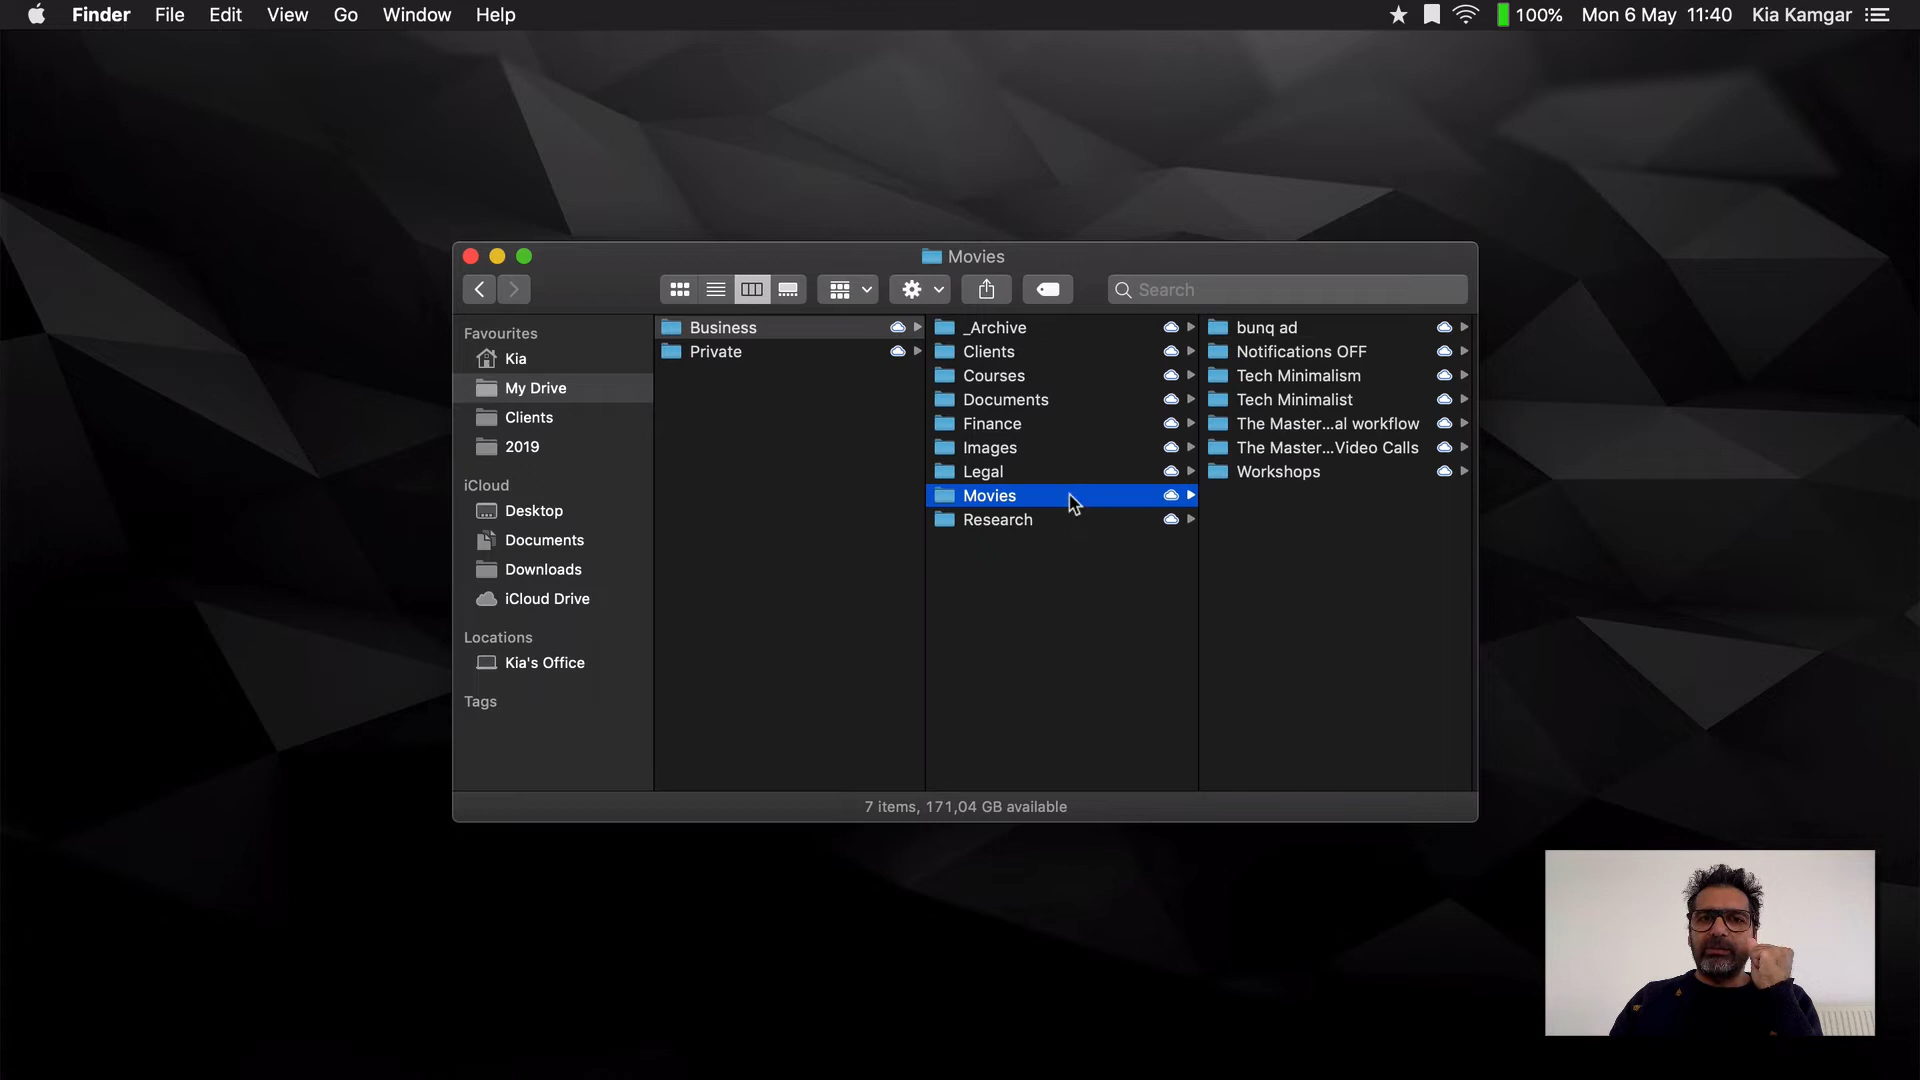 Finder File Edit View Go Window Help 100% Mon 6 May 11:40 Kia Kamgar
Movies
Search
Favourites
Kia
My Drive
Clients
2019
iCloud
Desktop
Documents
Downloads
iCloud Drive
Locations
Kia's Office
Tags
Business
Private
_Archive
Clients
Courses
Documents
Finance
Images
Legal
Movies
Research
bunq ad
Notifications OFF
Tech Minimalism
Tech Minimalist
The Master...al workflow
The Master...Video Calls
Workshops
7 items, 171,04 GB available